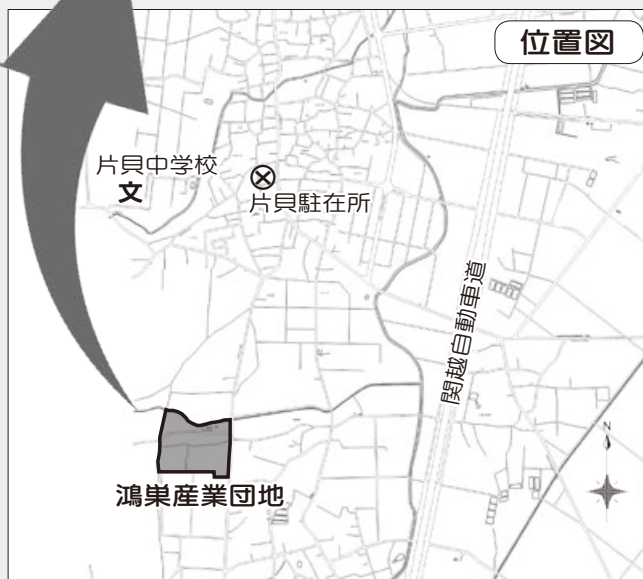 位置図
片貝中学校
文
片貝駐在所
関越自動車道
N
鴻巣産業団地